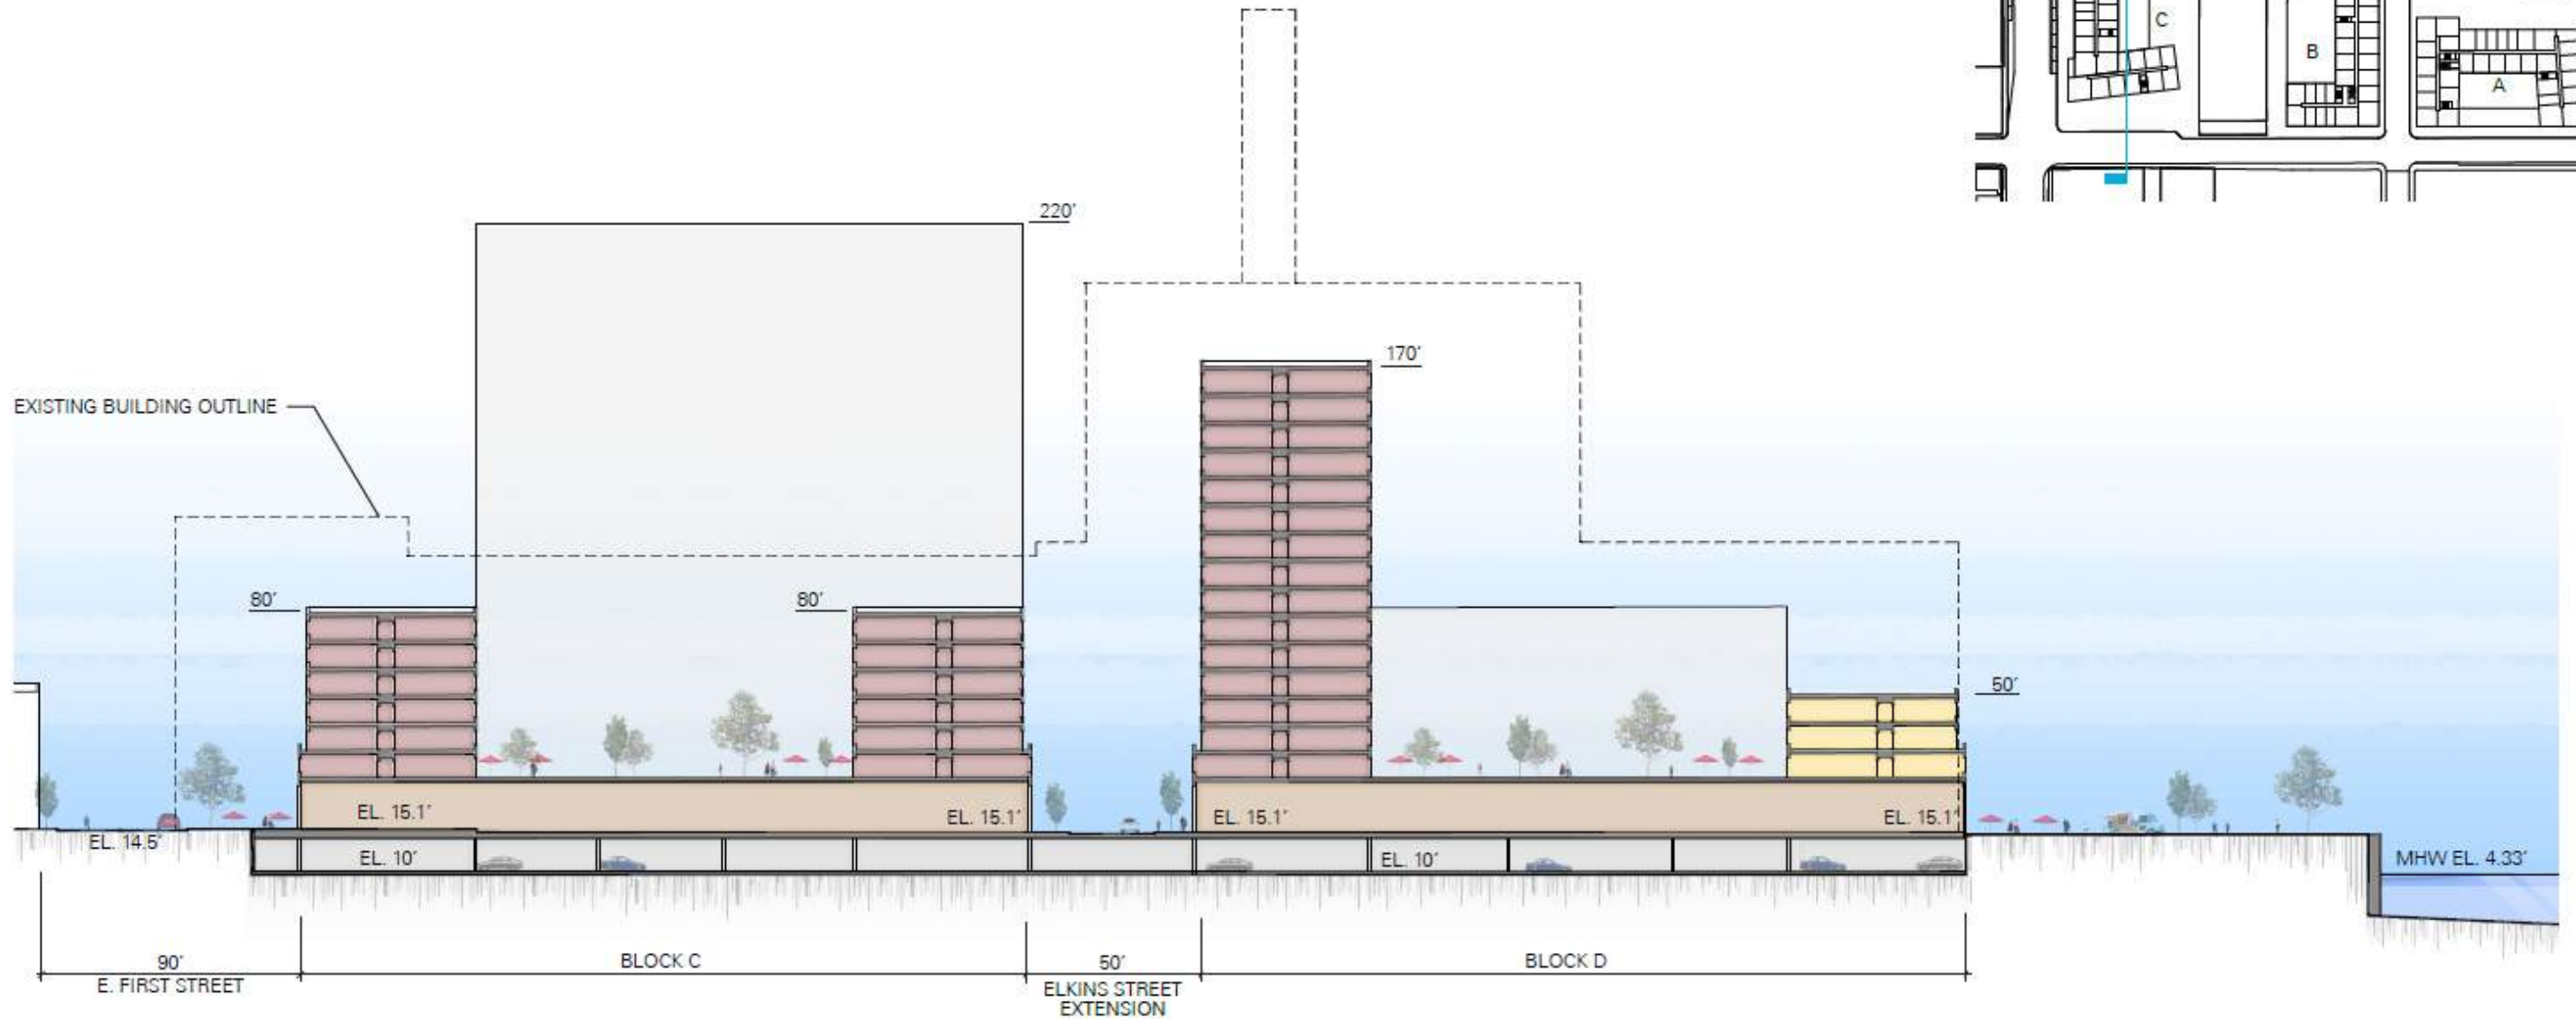 C
B
A
220′
170′
EXISTING BUILDING OUTLINE
80′
80′
50′
EL. 15.1′
EL. 15.1′
EL. 15.1′
EL. 15.1′
EL. 14.5′
EL. 10′
EL. 10′
MHW EL. 4.33′
90′
E. FIRST STREET
BLOCK C
50′
ELKINS STREET
EXTENSION
BLOCK D